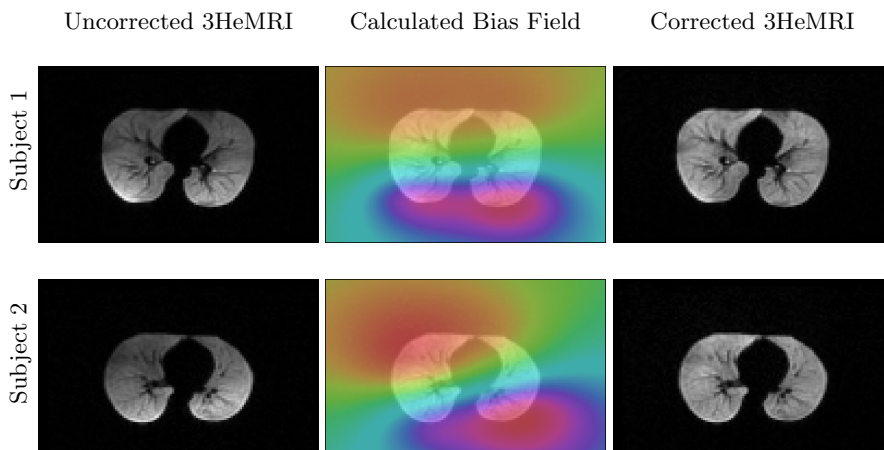 Uncorrected 3HeMRI
Calculated Bias Field
Corrected 3HeMRI
Subject 1
Subject 2